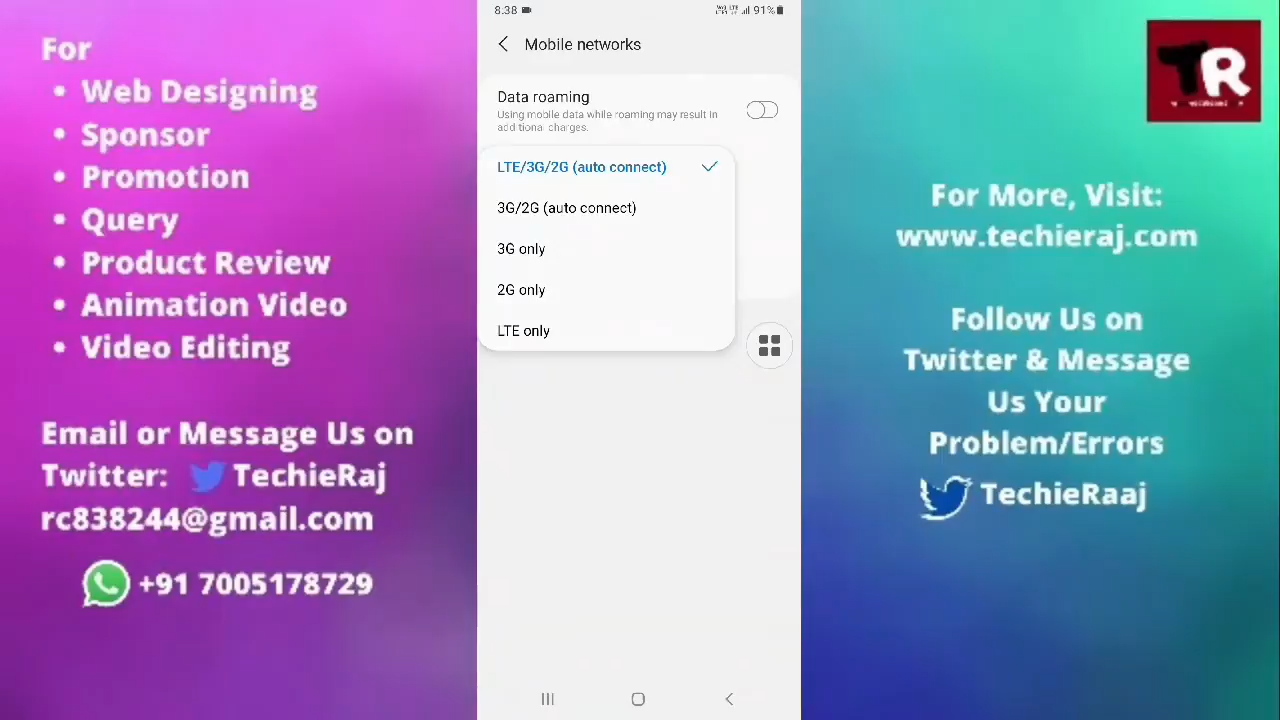 For
• Web Designing
• Sponsor
• Promotion
• Query
• Product Review
• Animation Video
• Video Editing
Email or Message Us on
Twitter: TechieRaj
rc838244@gmail.com
+91 7005178729
8:38
91%
Mobile networks
Data roaming
Using mobile data while roaming may result in
additional charges.
LTE/3G/2G (auto connect)
3G/2G (auto connect)
3G only
2G only
LTE only
TR
For More, Visit:
www.techieraj.com
Follow Us on
Twitter & Message
Us Your
Problem/Errors
TechieRaaj